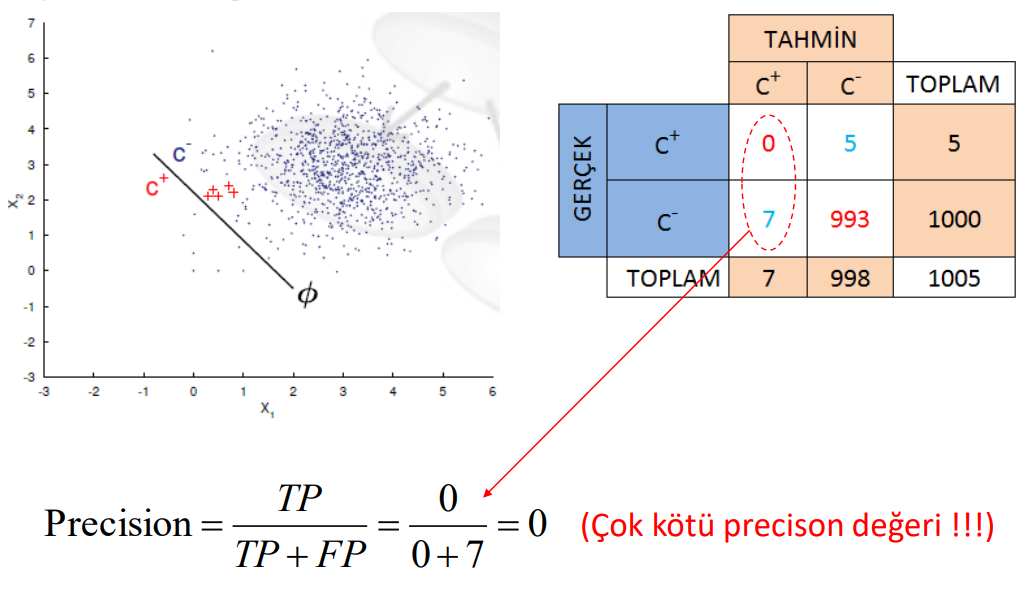 7
6
5
4
3
2
1
0
-1
-2
-3
X₂
-3 -2 -1 0 1 2 3 4 5 6
X₁
C⁻
C⁺
ϕ
TAHMİN
C⁺ C⁻ TOPLAM
GERÇEK
C⁺ 0 5 5
C⁻ 7 993 1000
TOPLAM 7 998 1005
Precision = TP / (TP + FP) = 0 / (0 + 7) = 0 (Çok kötü precison değeri !!!)